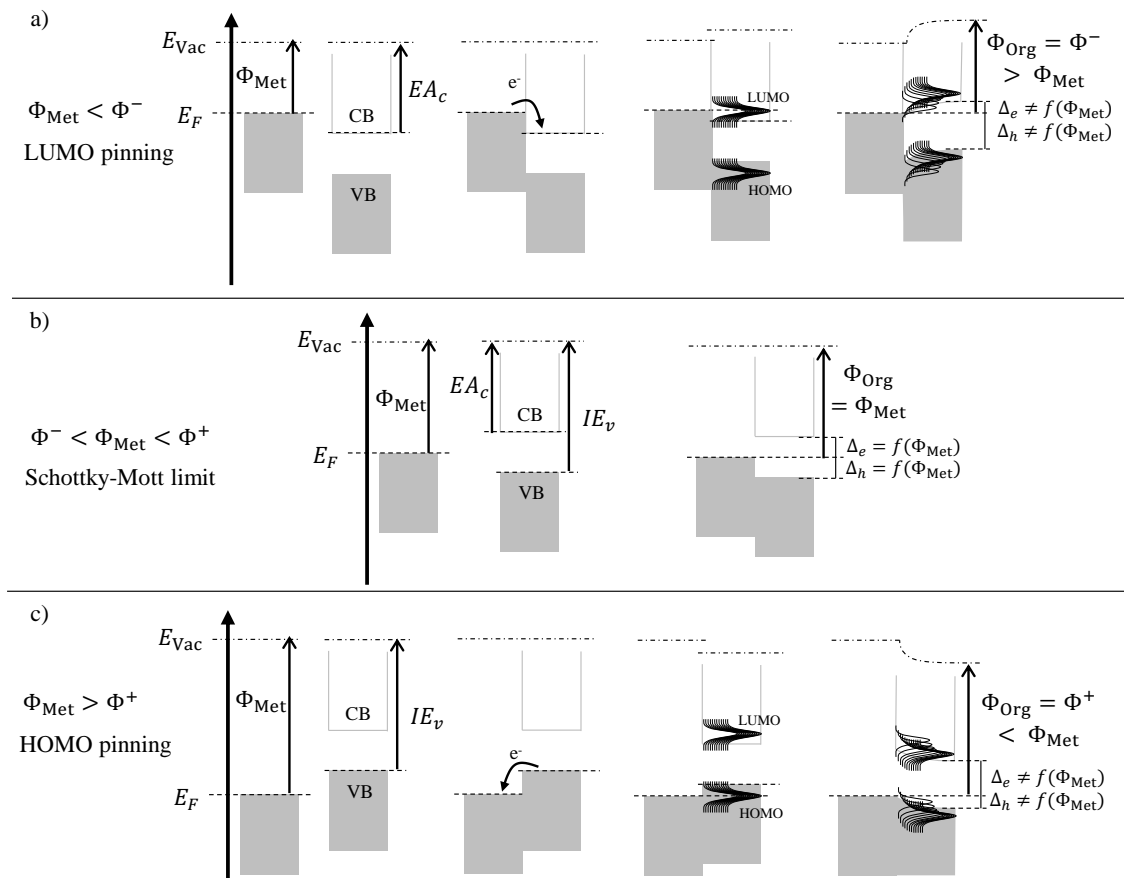 a)
E_Vac
Φ_Met
EA_c
Φ_Met < Φ⁻
LUMO pinning
E_F
CB
VB
e⁻
LUMO
HOMO
Φ_Org = Φ⁻
> Φ_Met
Δ_e ≠ f(Φ_Met)
Δ_h ≠ f(Φ_Met)
b)
E_Vac
Φ_Met
EA_c
IE_v
Φ⁻ < Φ_Met < Φ⁺
Schottky-Mott limit
E_F
CB
VB
Φ_Org
= Φ_Met
Δ_e = f(Φ_Met)
Δ_h = f(Φ_Met)
c)
E_Vac
Φ_Met
IE_v
Φ_Met > Φ⁺
HOMO pinning
E_F
CB
VB
e⁻
LUMO
HOMO
Φ_Org = Φ⁺
< Φ_Met
Δ_e ≠ f(Φ_Met)
Δ_h ≠ f(Φ_Met)